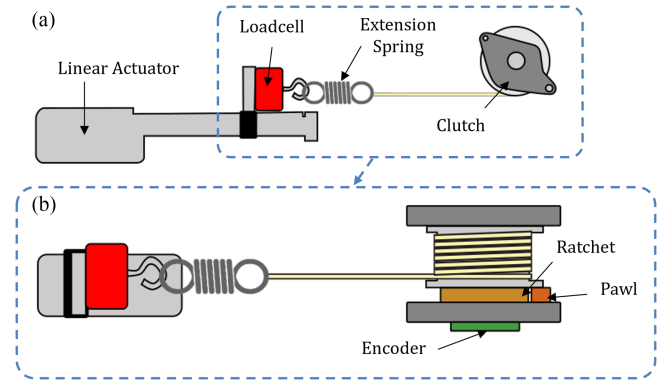 (a)
Loadcell
Extension
Spring
Linear Actuator
Clutch
(b)
Ratchet
Pawl
Encoder